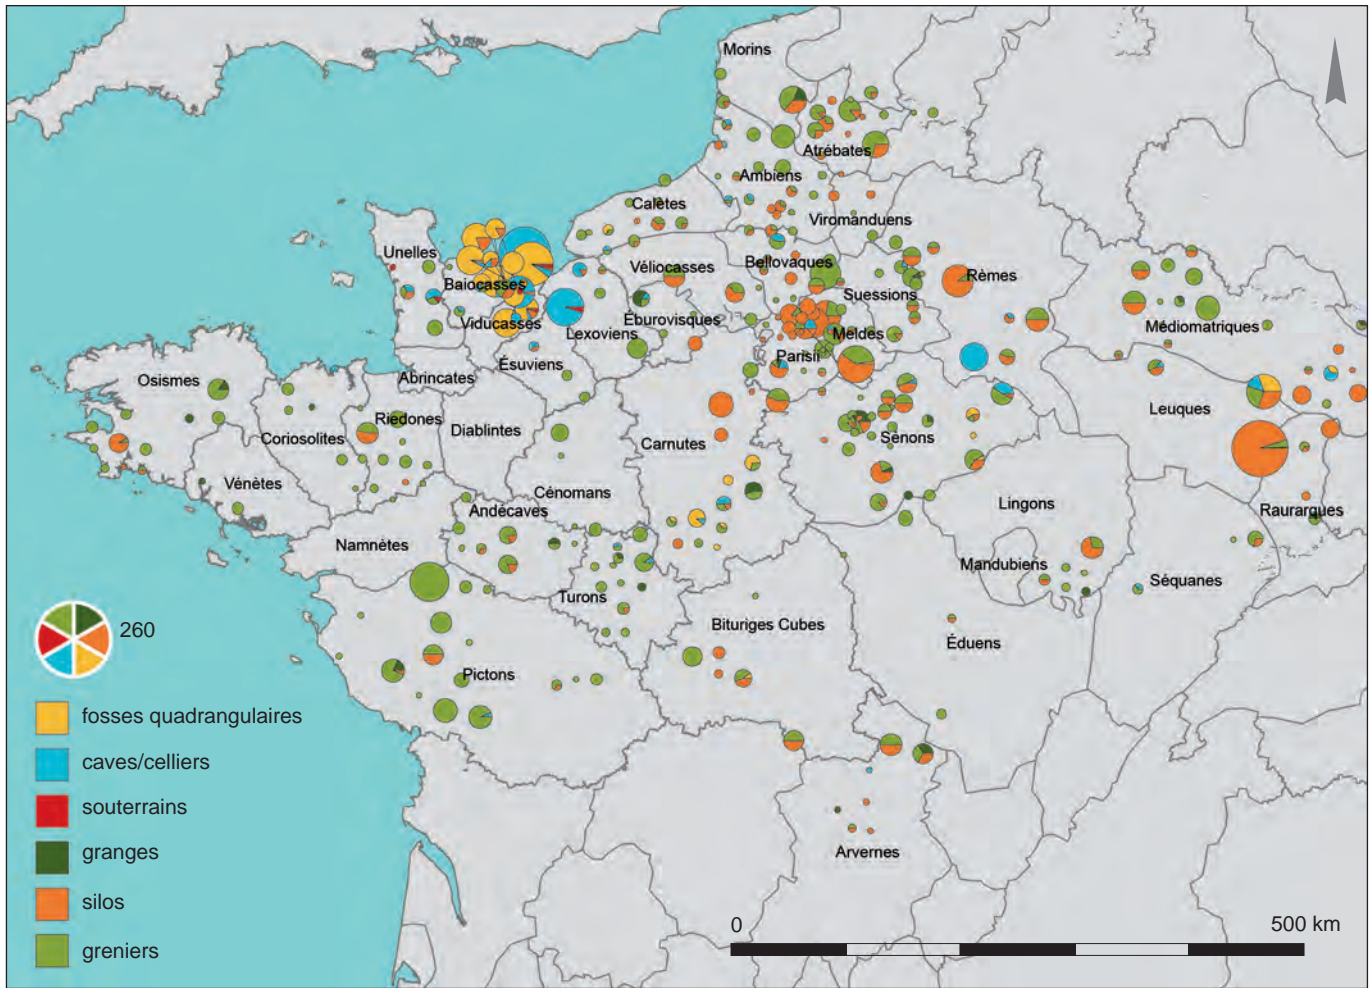 Morins
Atrébates
Ambiens
Calètes
Viromanduens
Unelles
Bellovaques
Véliocasses
Rèmes
Baiocasses
Suessions
Médiomatriques
Viducasses
Lexoviens
Éburovisques
Meldes
Parisii
Ésuviens
Osismes
Abrincates
Leuques
Riedones
Diablintes
Coriosolites
Carnutes
Sénons
Vénètes
Cénomans
Lingons
Andécaves
Raurarques
Namnètes
Mandubiens
Séquanes
Turons
Bituriges Cubes
Éduens
260
Pictons
fosses quadrangulaires
caves/celliers
souterrains
granges
Arvernes
silos
0
500 km
greniers